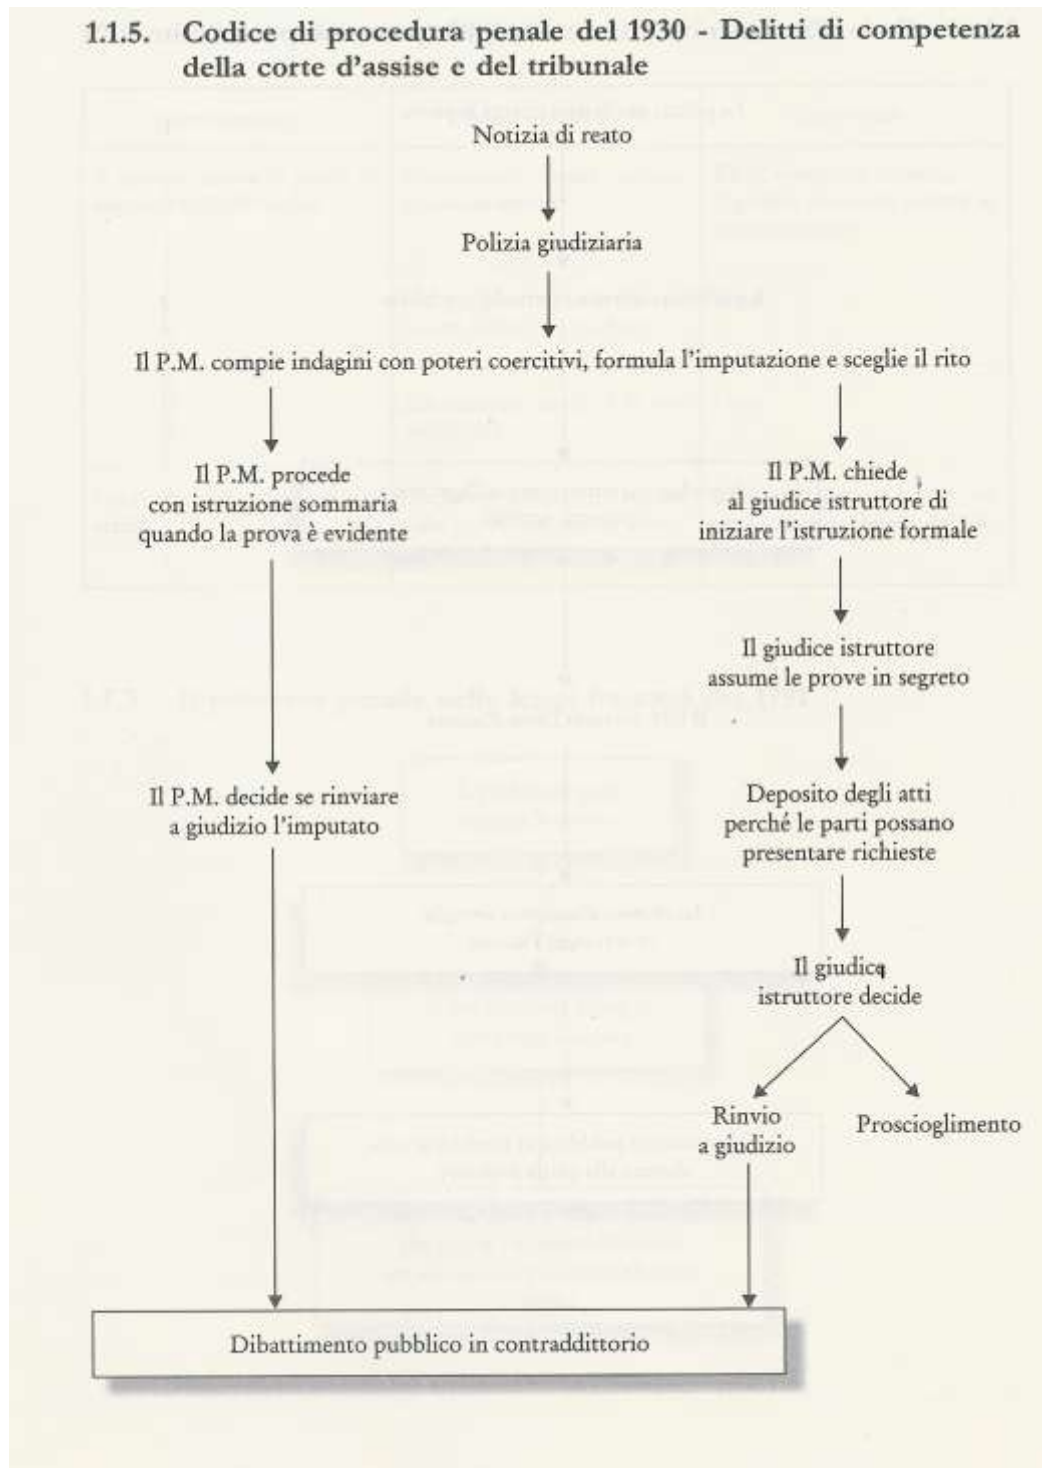 1.1.5. Codice di procedura penale del 1930 - Delitti di competenza
della corte d'assise e del tribunale
Notizia di reato
Polizia giudiziaria
Il P.M. compie indagini con poteri coercitivi, formula l'imputazione e sceglie il rito
Il P.M. procede
con istruzione sommaria
quando la prova è evidente
Il P.M. chiede
al giudice istruttore di
iniziare l'istruzione formale
Il giudice istruttore
assume le prove in segreto
Il P.M. decide se rinviare
a giudizio l'imputato
Deposito degli atti
perché le parti possano
presentare richieste
Il giudice
istruttore decide
Rinvio
a giudizio
Proscioglimento
Dibattimento pubblico in contraddittorio